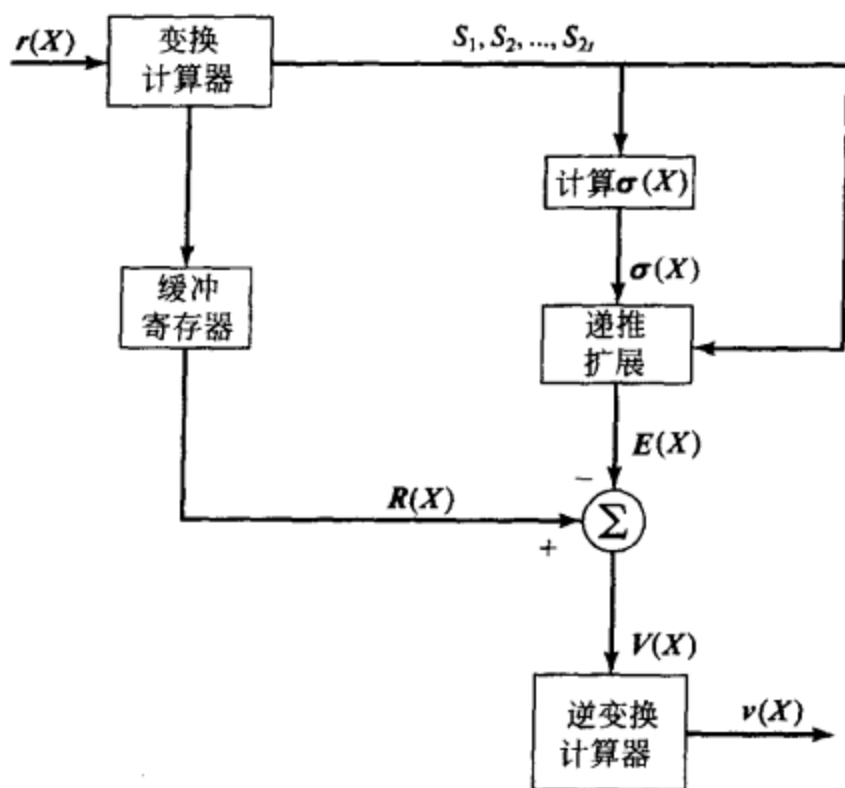 r(X)
变换
计算器
S₁, S₂, ..., S₂ₜ
计算σ(X)
σ(X)
缓冲
寄存器
递推
扩展
E(X)
−
R(X)
Σ
+
V(X)
逆变换
计算器
v(X)